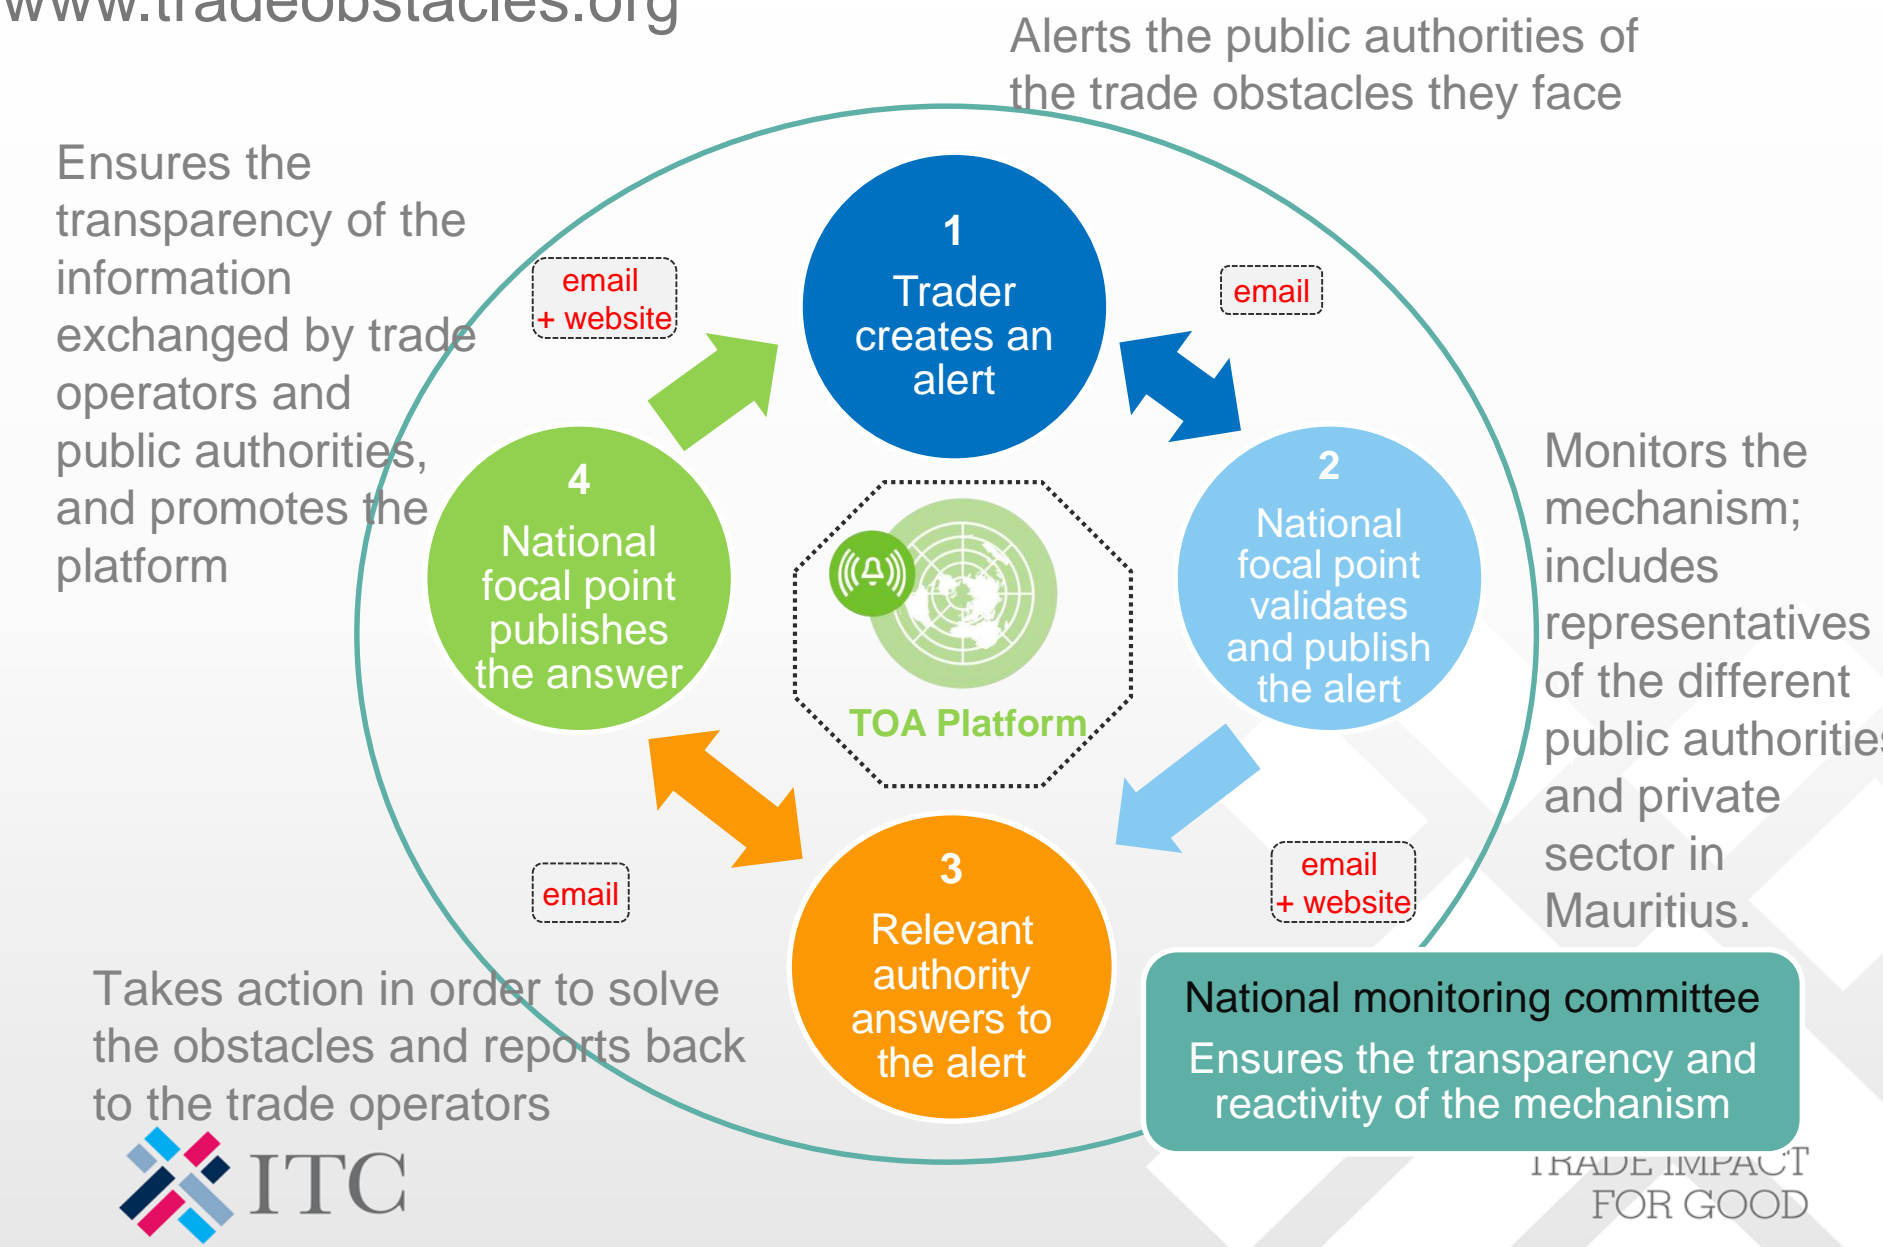 www.tradeobstacles.org
Alerts the public authorities of
the trade obstacles they face
Ensures the
transparency of the
information
exchanged by trade
operators and
public authorities,
and promotes the
platform
email
+ website
1
Trader
creates an
alert
email
2
National
focal point
validates
and publish
the alert
Monitors the
mechanism;
includes
representatives
of the different
public authorities
and private
sector in
Mauritius.
4
National
focal point
publishes
the answer
TOA Platform
email
3
Relevant
authority
answers to
the alert
email
+ website
Takes action in order to solve
the obstacles and reports back
to the trade operators
National monitoring committee
Ensures the transparency and
reactivity of the mechanism
ITC
TRADE IMPACT
FOR GOOD